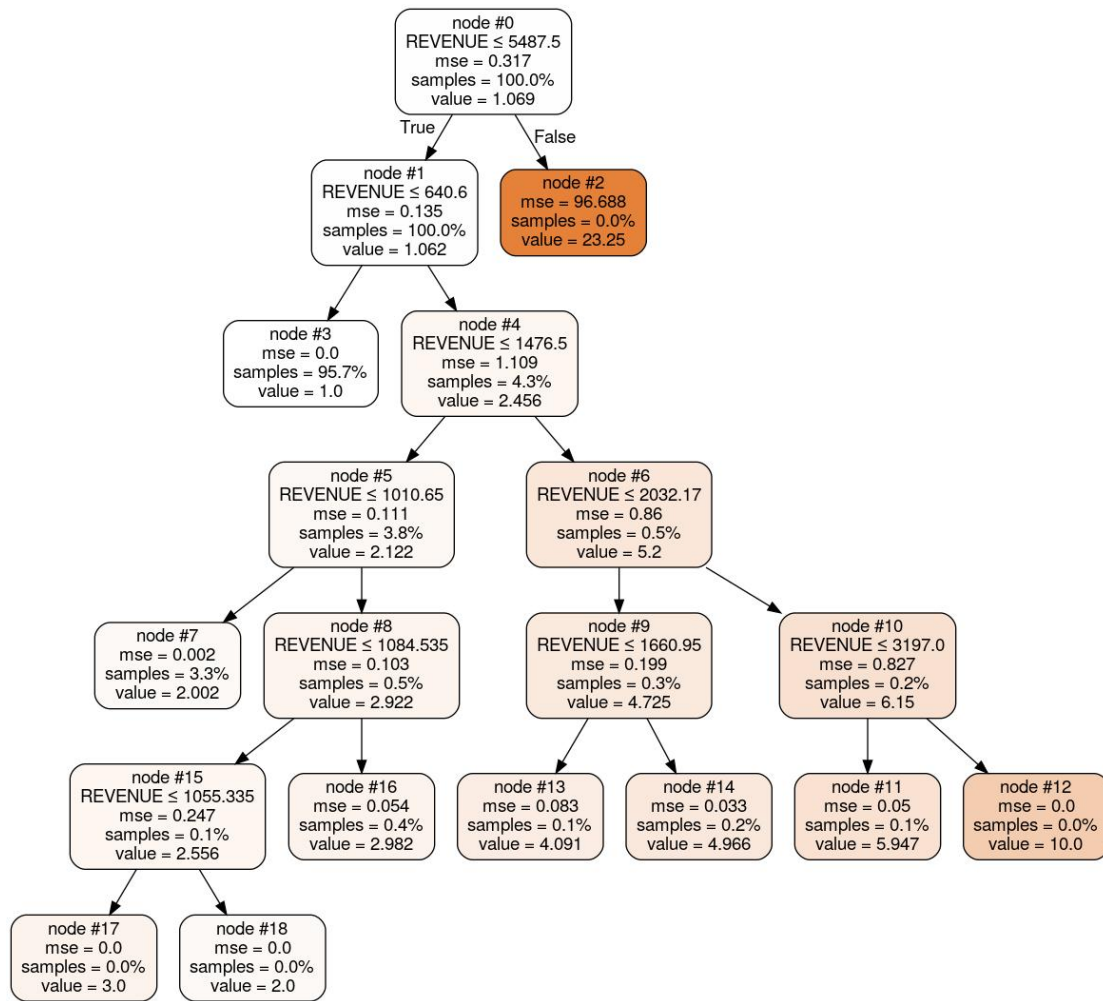 node #0
REVENUE ≤ 5487.5
mse = 0.317
samples = 100.0%
value = 1.069
True
False
node #1
REVENUE ≤ 640.6
mse = 0.135
samples = 100.0%
value = 1.062
node #2
mse = 96.688
samples = 0.0%
value = 23.25
node #3
mse = 0.0
samples = 95.7%
value = 1.0
node #4
REVENUE ≤ 1476.5
mse = 1.109
samples = 4.3%
value = 2.456
node #5
REVENUE ≤ 1010.65
mse = 0.111
samples = 3.8%
value = 2.122
node #6
REVENUE ≤ 2032.17
mse = 0.86
samples = 0.5%
value = 5.2
node #7
mse = 0.002
samples = 3.3%
value = 2.002
node #8
REVENUE ≤ 1084.535
mse = 0.103
samples = 0.5%
value = 2.922
node #9
REVENUE ≤ 1660.95
mse = 0.199
samples = 0.3%
value = 4.725
node #10
REVENUE ≤ 3197.0
mse = 0.827
samples = 0.2%
value = 6.15
node #15
REVENUE ≤ 1055.335
mse = 0.247
samples = 0.1%
value = 2.556
node #16
mse = 0.054
samples = 0.4%
value = 2.982
node #13
mse = 0.083
samples = 0.1%
value = 4.091
node #14
mse = 0.033
samples = 0.2%
value = 4.966
node #11
mse = 0.05
samples = 0.1%
value = 5.947
node #12
mse = 0.0
samples = 0.0%
value = 10.0
node #17
mse = 0.0
samples = 0.0%
value = 3.0
node #18
mse = 0.0
samples = 0.0%
value = 2.0